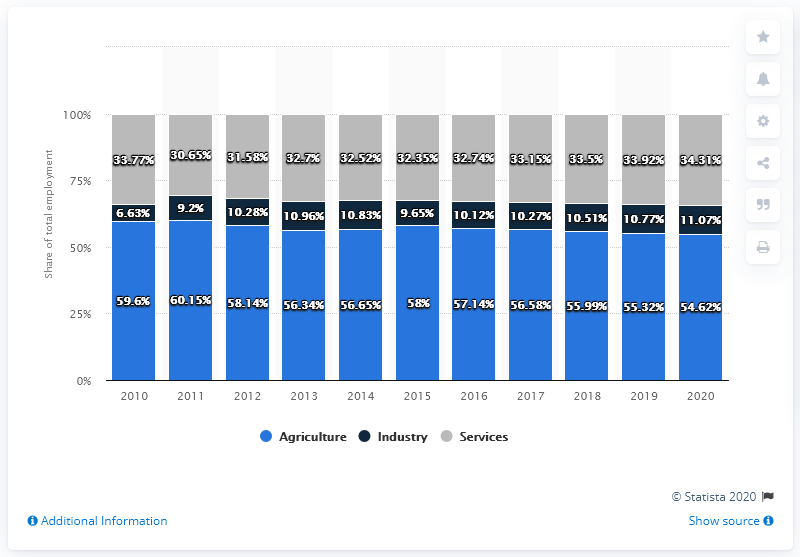 Share of total employment
100%
75%
50%
25%
0%
33.77% 30.65% 31.58% 32.7% 32.52% 32.35% 32.74% 33.15% 33.5% 33.92% 34.31%
6.63% 9.2% 10.28% 10.96% 10.83% 9.65% 10.12% 10.27% 10.51% 10.77% 11.07%
59.6% 60.15% 58.14% 56.34% 56.65% 58% 57.14% 56.58% 55.99% 55.32% 54.62%
2010 2011 2012 2013 2014 2015 2016 2017 2018 2019 2020
Agriculture Industry Services
© Statista 2020
Additional Information Show source